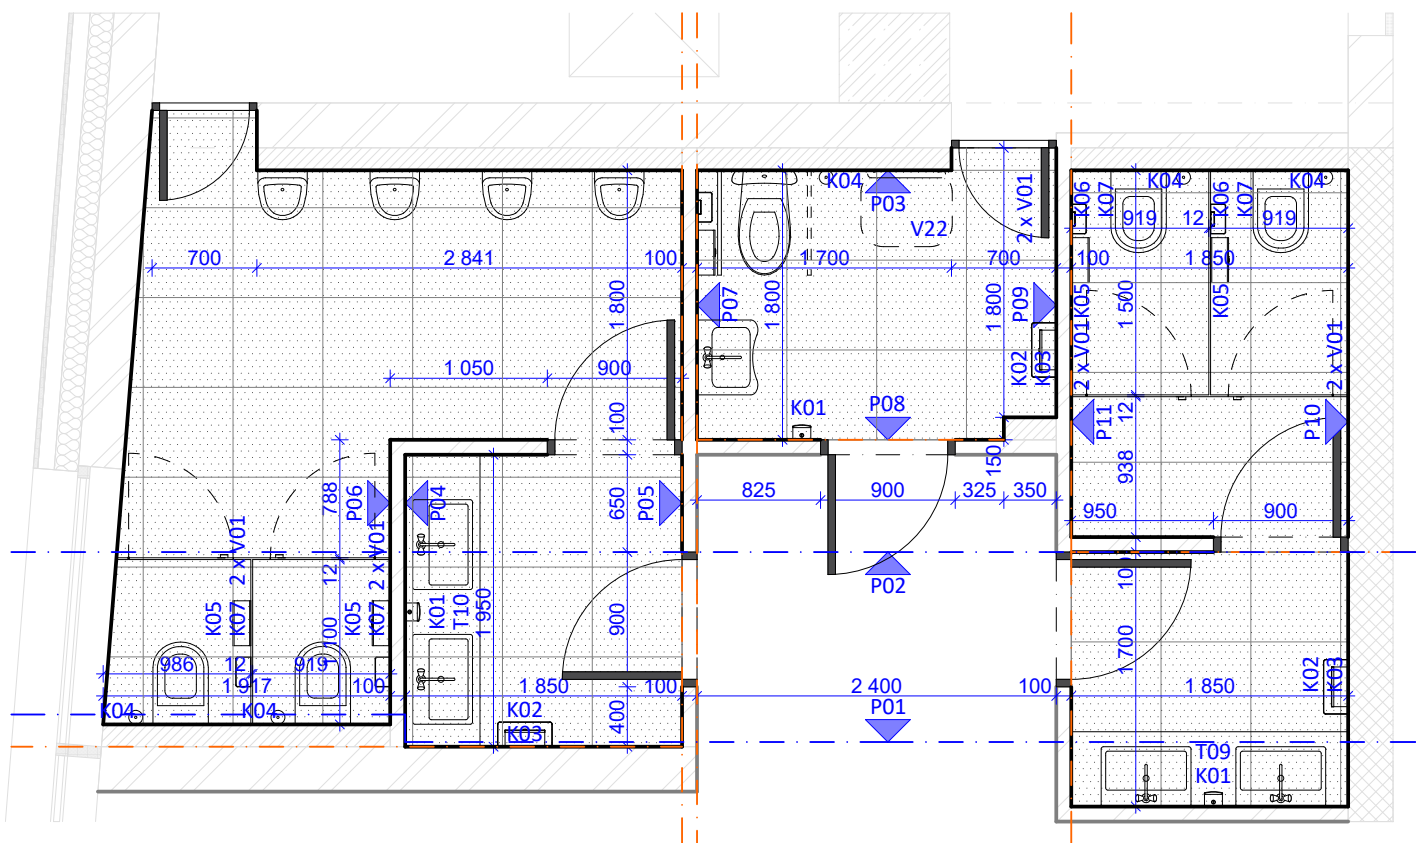 K04
P03
V22
2 x V01
K06
K07
K04
K06
K07
K04
919
12
919
700
2 841
100
1 700
700
100
1 850
1 800
P07
1 800
1 800
P09
K05
1 500
K05
K02
K03
2 x V01
2 x V01
1 050
900
100
K01
P08
P11
12
P10
150
938
788
P06
P04
650
P05
825
900
325
350
950
900
2 x V01
2 x V01
12
P02
100
K05
K07
K05
K07
K01
T10
1 950
900
1 100
1 700
986
12
919
K02
K03
1 917
100
1 850
100
2 400
100
1 850
K04
K04
K02
K03
400
P01
T09
K01